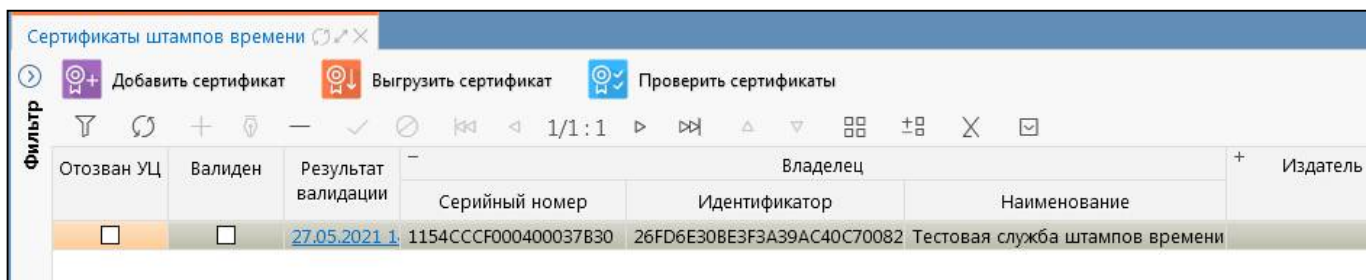 Сертификаты штампов времени
Добавить сертификат Выгрузить сертификат Проверить сертификаты
Фильтр
1/1 : 1
Отозван УЦ Валиден Результат валидации Владелец Издатель
Серийный номер Идентификатор Наименование
27.05.2021 1 1154CCCF000400037B30 26FD6E30BE3F3A39AC40C70082 Тестовая служба штампов времени